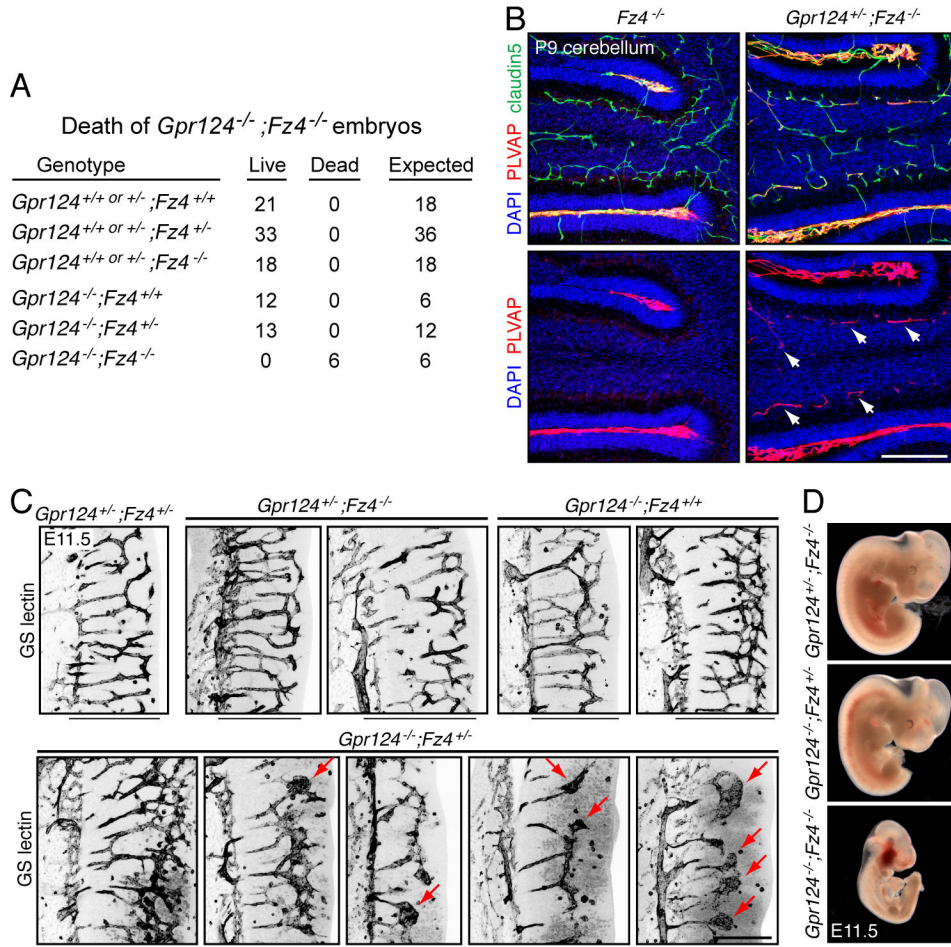 A
Death of Gpr124-/- ;Fz4-/- embryos
Genotype Live Dead Expected
Gpr124+/+ or +/- ;Fz4+/+ 21 0 18
Gpr124+/+ or +/- ;Fz4+/- 33 0 36
Gpr124+/+ or +/- ;Fz4-/- 18 0 18
Gpr124-/-;Fz4+/+ 12 0 6
Gpr124-/-;Fz4+/- 13 0 12
Gpr124-/-;Fz4-/- 0 6 6
B
Fz4-/- Gpr124+/-;Fz4-/-
P9 cerebellum
DAPI PLVAP claudin5
DAPI PLVAP
C
Gpr124+/-;Fz4+/- Gpr124+/-;Fz4-/- Gpr124-/-;Fz4+/+
E11.5
GS lectin
Gpr124-/-;Fz4+/-
GS lectin
D
Gpr124+/-;Fz4-/-
Gpr124-/-;Fz4+/-
Gpr124-/-;Fz4-/-
E11.5